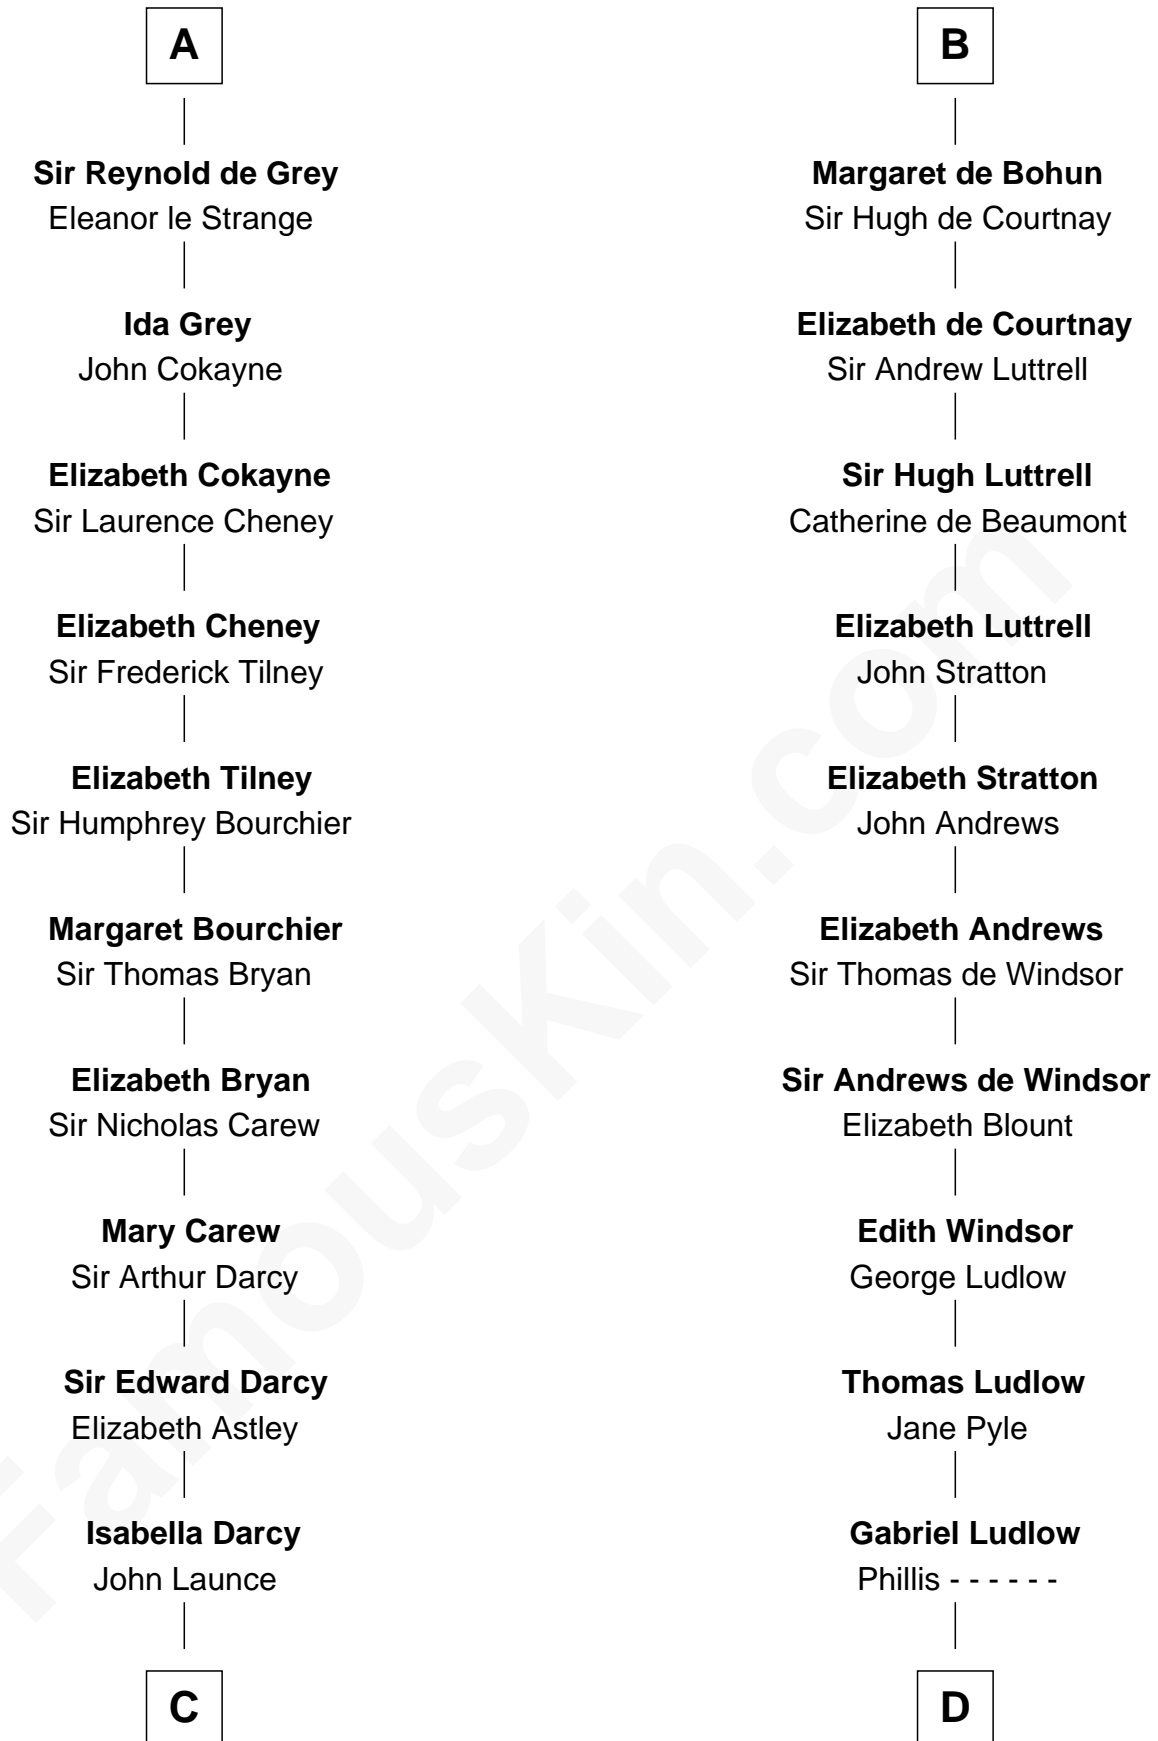 A
Sir Reynold de Grey
Eleanor le Strange
Ida Grey
John Cokayne
Elizabeth Cokayne
Sir Laurence Cheney
Elizabeth Cheney
Sir Frederick Tilney
Elizabeth Tilney
Sir Humphrey Bourchier
Margaret Bourchier
Sir Thomas Bryan
Elizabeth Bryan
Sir Nicholas Carew
Mary Carew
Sir Arthur Darcy
Sir Edward Darcy
Elizabeth Astley
Isabella Darcy
John Launce
C
B
Margaret de Bohun
Sir Hugh de Courtnay
Elizabeth de Courtnay
Sir Andrew Luttrell
Sir Hugh Luttrell
Catherine de Beaumont
Elizabeth Luttrell
John Stratton
Elizabeth Stratton
John Andrews
Elizabeth Andrews
Sir Thomas de Windsor
Sir Andrews de Windsor
Elizabeth Blount
Edith Windsor
George Ludlow
Thomas Ludlow
Jane Pyle
Gabriel Ludlow
Phillis - - - - - -
D
FamousKin.com